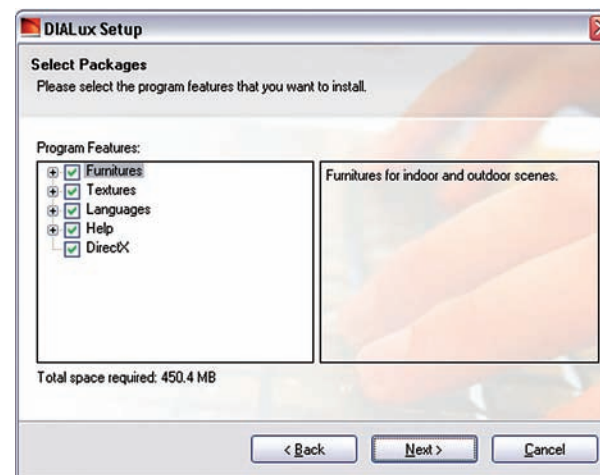 DIALux Setup
Select Packages
Please select the program features that you want to install.
Program Features:
Furnitures
Textures
Languages
Help
DirectX
Furnitures for indoor and outdoor scenes.
Total space required: 450.4 MB
< Back
Next >
Cancel